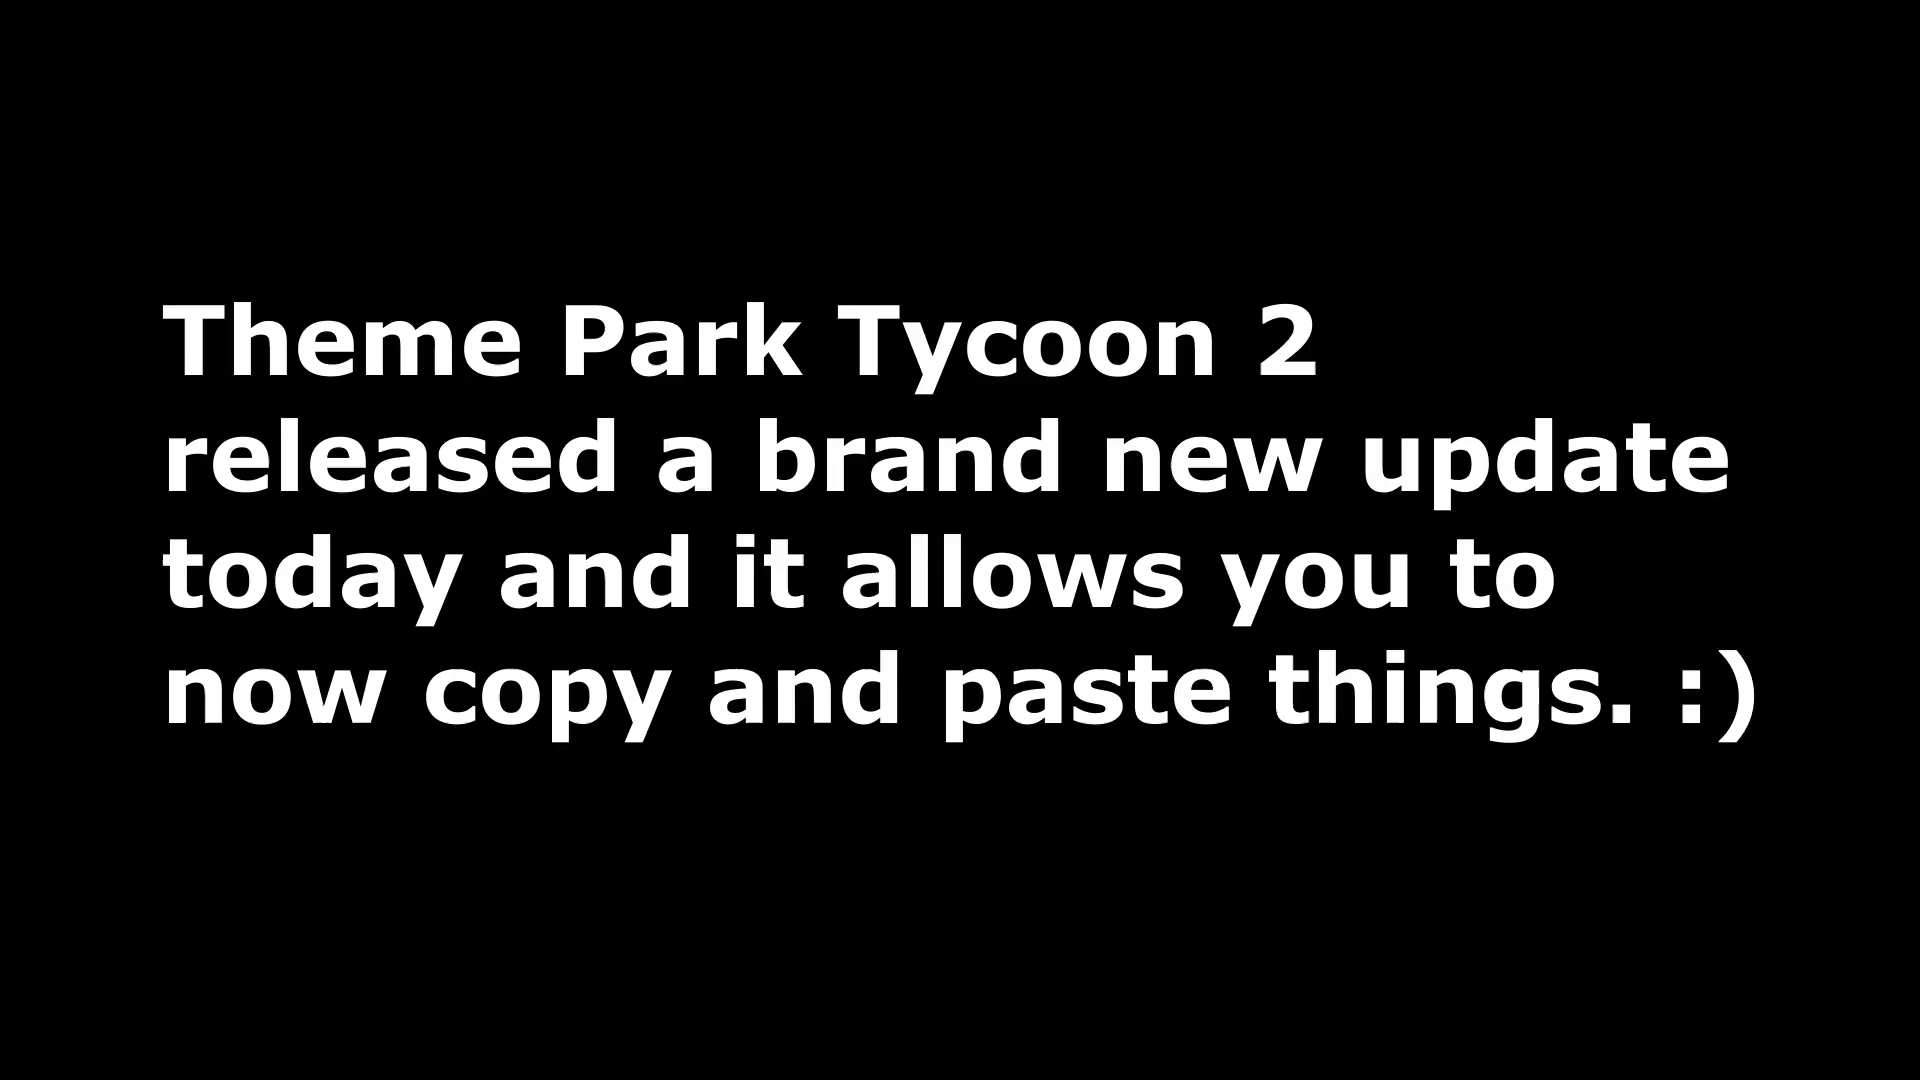 Theme Park Tycoon 2
released a brand new update
today and it allows you to
now copy and paste things. :)